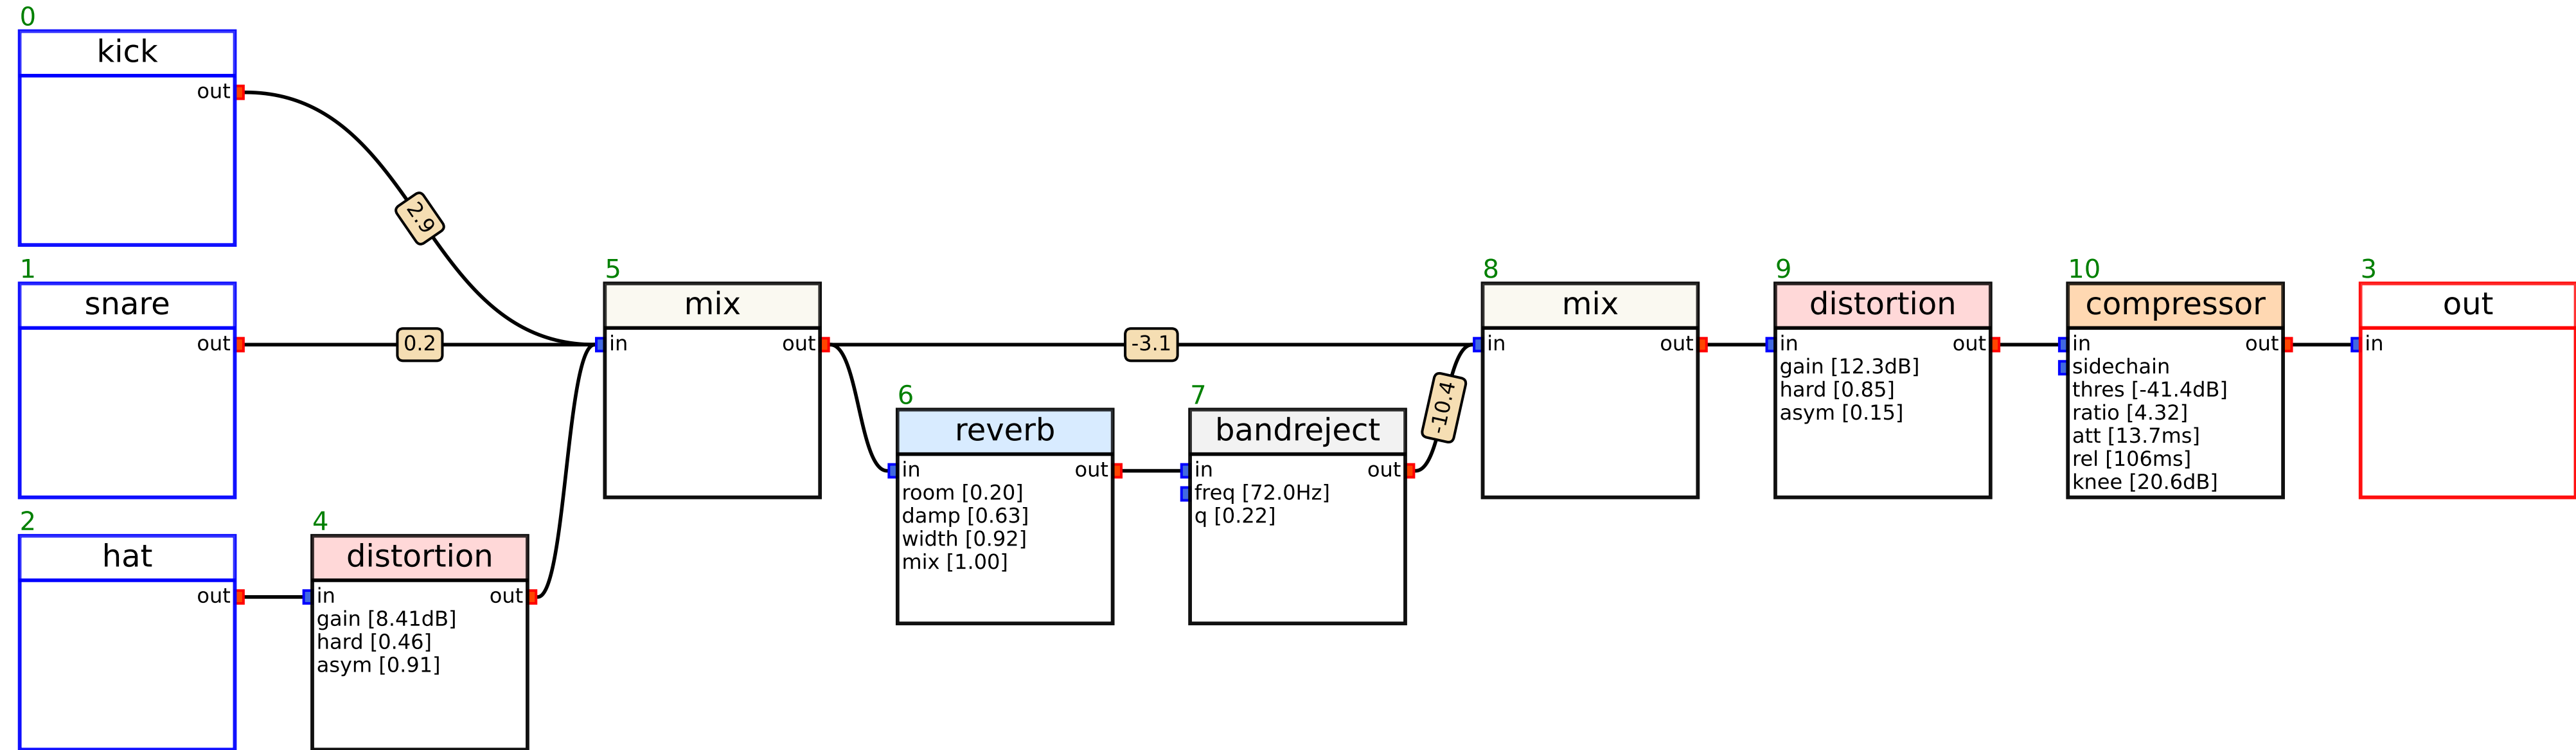 0
kick
out
2.9
1
snare
out
0.2
2
hat
out
4
distortion
in out
gain [8.41dB]
hard [0.46]
asym [0.91]
5
mix
in out
-3.1
6
reverb
in out
room [0.20]
damp [0.63]
width [0.92]
mix [1.00]
7
bandreject
in out
freq [72.0Hz]
q [0.22]
-10.4
8
mix
in out
9
distortion
in out
gain [12.3dB]
hard [0.85]
asym [0.15]
10
compressor
in out
sidechain
thres [-41.4dB]
ratio [4.32]
att [13.7ms]
rel [106ms]
knee [20.6dB]
3
out
in